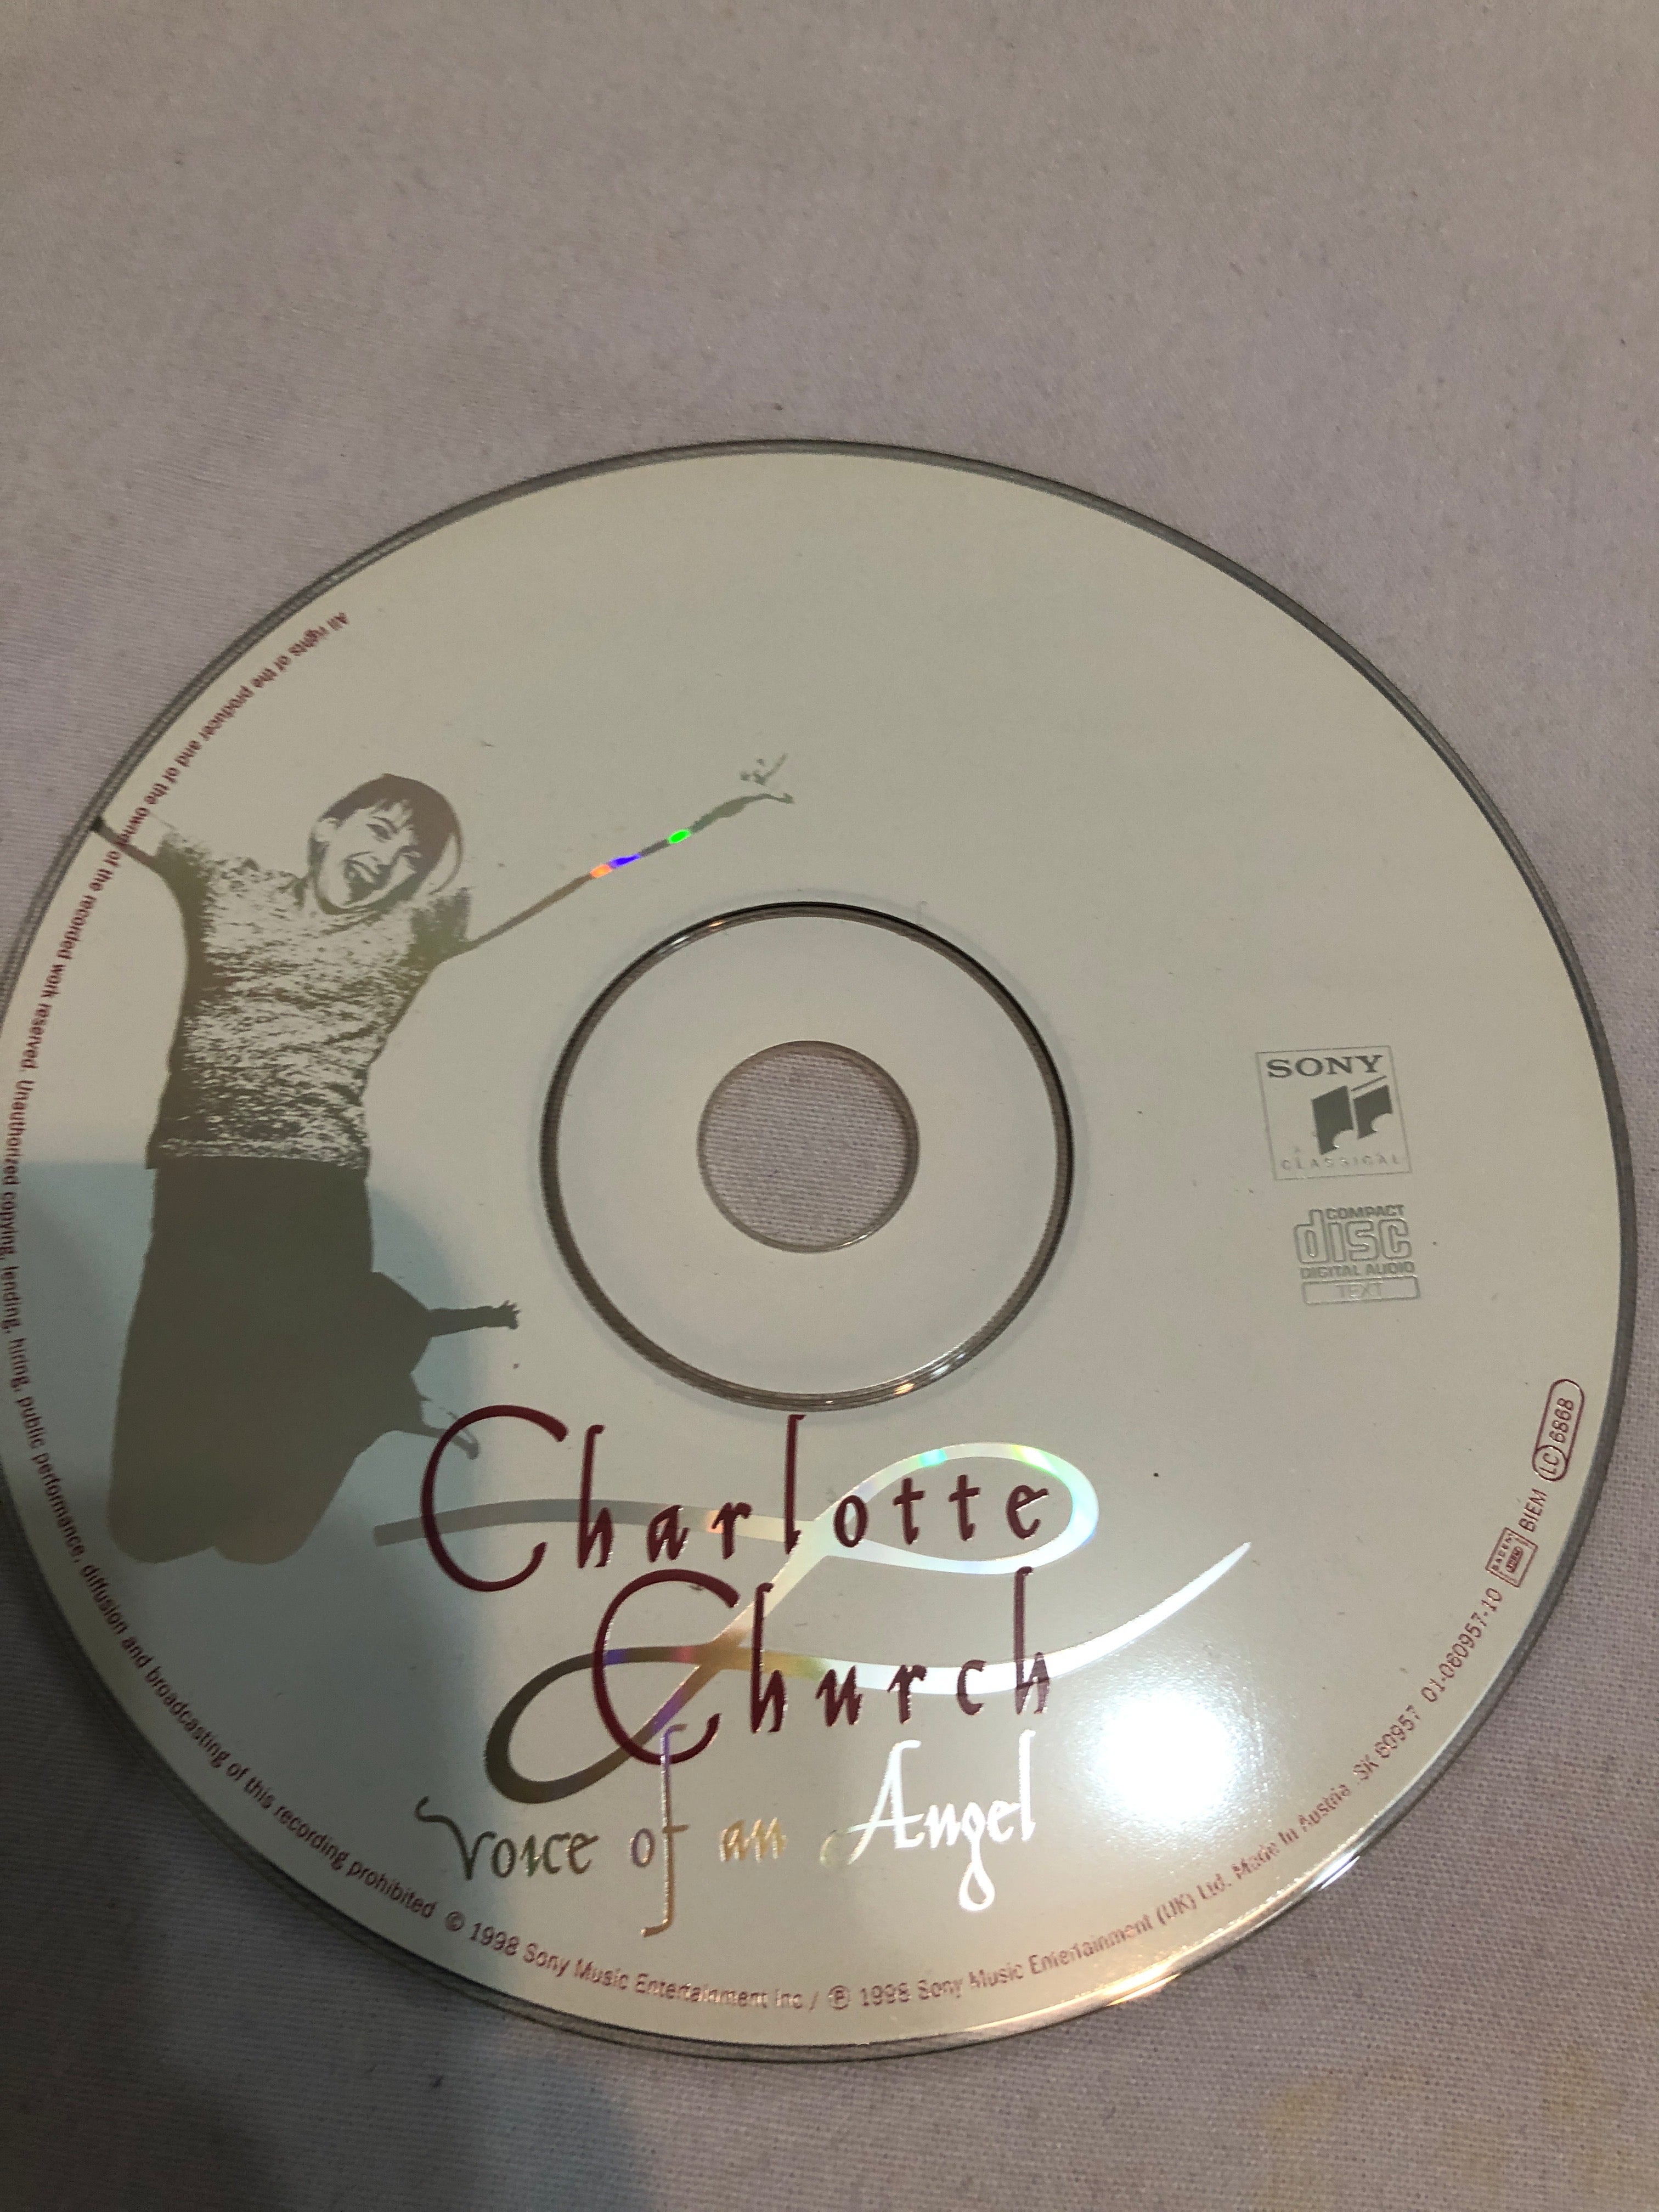 SONY
CLASSICAL
COMPACT
disc
DIGITAL AUDIO
TEXT
Charlotte
Church
Voice of an Angel
All rights of the producer and of the owner of the recorded work reserved. Unauthorized copying, lending, hiring, public performance, diffusion and broadcasting of this recording prohibited © 1998 Sony Music Entertainment Inc / ℗ 1998 Sony Music Entertainment (UK) Ltd. Made in Austria SK 60957 01-060957-10 BIEM LC 6868